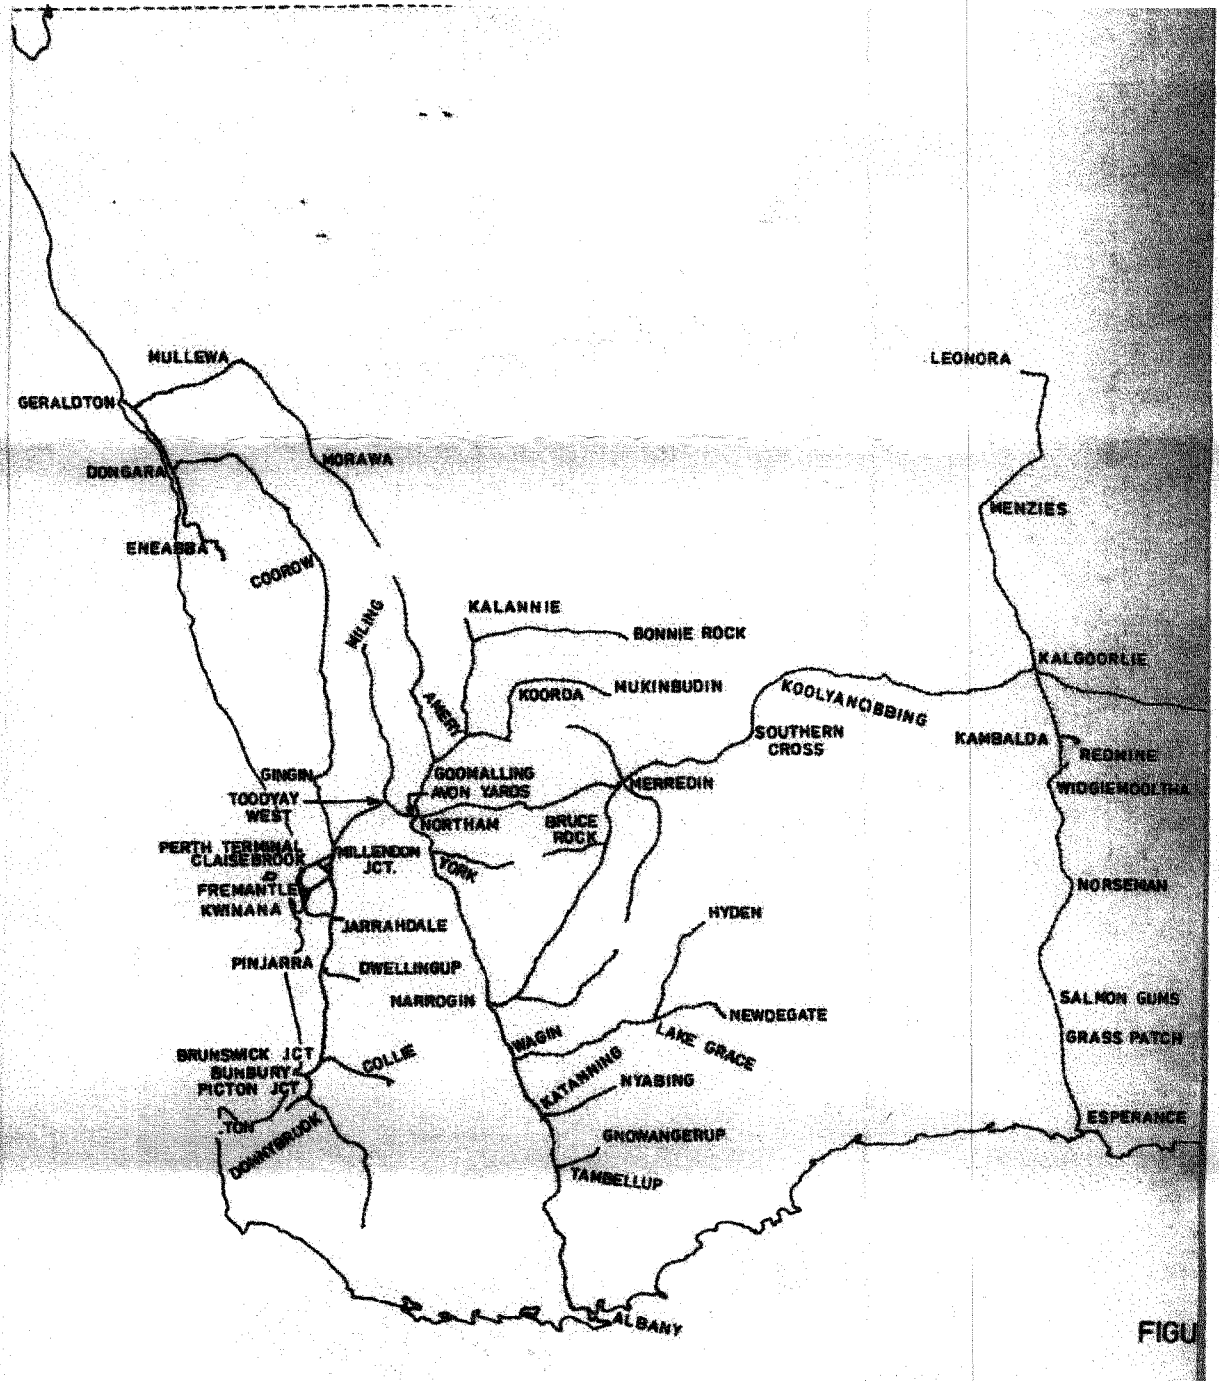 MULLEWA
LEONORA
GERALDTON
MORAWA
DONGARA
MENZIES
ENEABBA
COOROW
MILING
KALANNIE
BONNIE ROCK
KALGOORLIE
KOORDA
MUKINBUDIN
KOOLYANOBBING
AMERY
SOUTHERN
CROSS
KAMBALDA
REDMINE
GINGIN
GOOMALLING
AVON YARDS
MERREDIN
WIDGIEMOOLTHA
TOODYAY
WEST
NORTHAM
BRUCE
ROCK
PERTH TERMINAL
CLAISEBROOK
MILLENDON
JCT.
YORK
FREMANTLE
KWINANA
NORSEMAN
JARRAHDALE
HYDEN
PINJARRA
DWELLINGUP
NARROGIN
SALMON GUMS
NEWDEGATE
WAGIN
LAKE GRACE
GRASS PATCH
BRUNSWICK JCT
BUNBURY
PICTON JCT
COLLIE
KATANNING
NYABING
ESPERANCE
.TON
DONNYBROOK
GNOWANGERUP
TAMBELLUP
ALBANY
FIGU